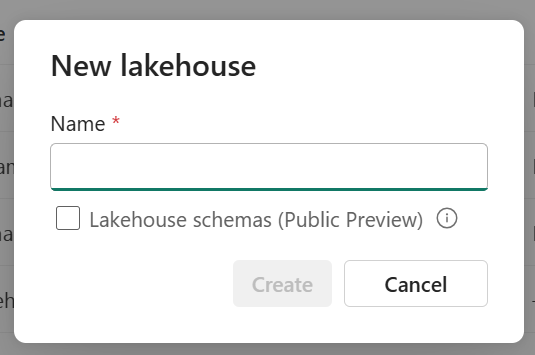 New lakehouse
Name *
Lakehouse schemas (Public Preview)
Create
Cancel